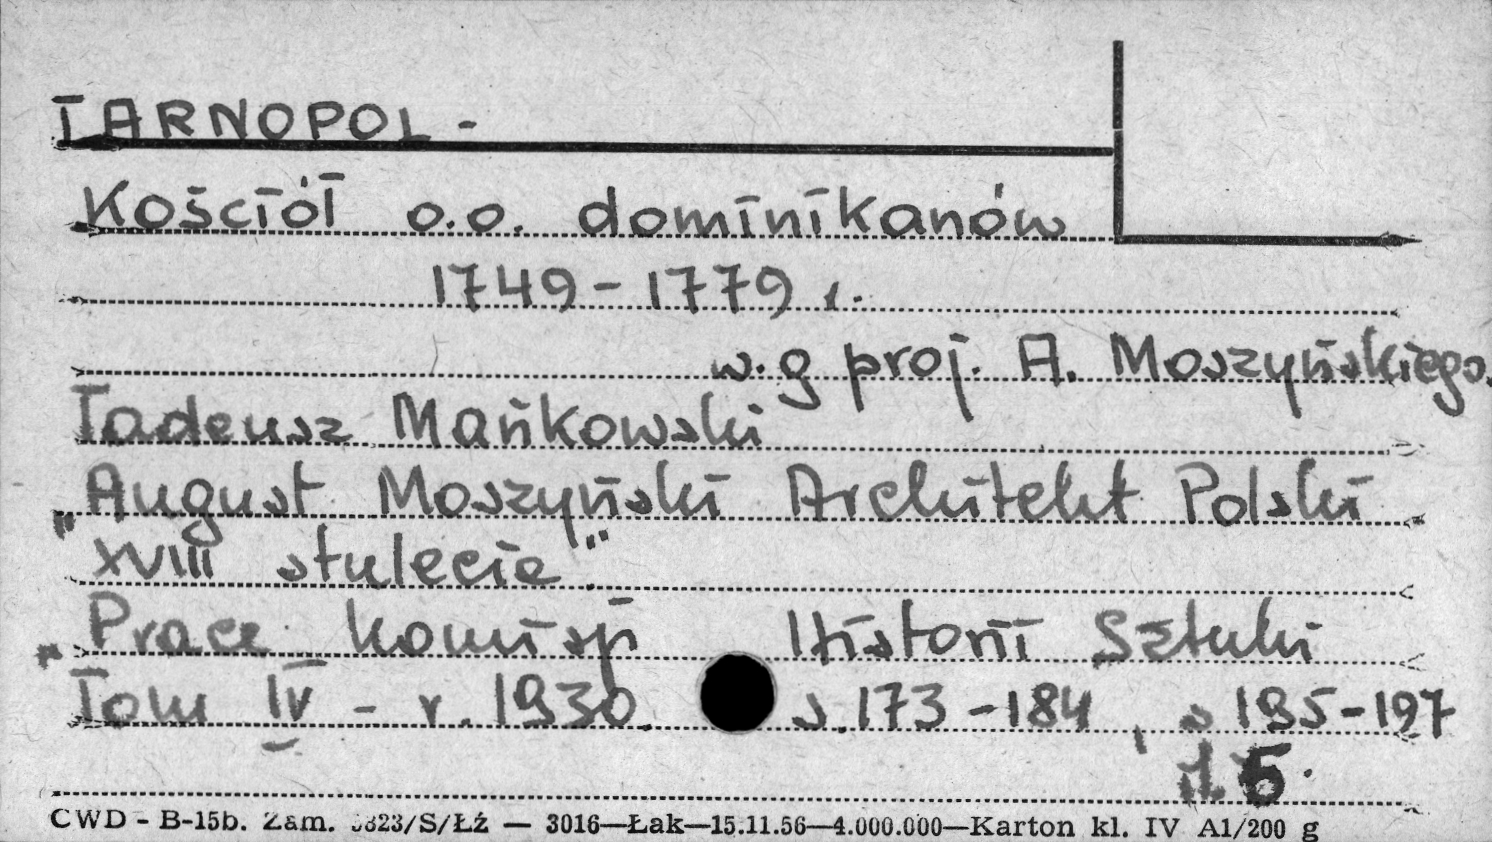 TARNOPOL -
Kościół o.o. dominikanów
1749 - 1779 r.
w.g proj. A. Moszyńskiego.
Tadeusz Mańkowski
August Moszyński Architekt Polski
XVIII stulecie"
"Prace Komisji Historii Sztuki
Tom IV - r. 1930. s. 173 - 184, s 195 - 197
il. 5.
CWD - B-15b. Zam. 3823/S/Łż — 3016—Łak—15.11.56—4.000.000—Karton kl. IV A1/200 g